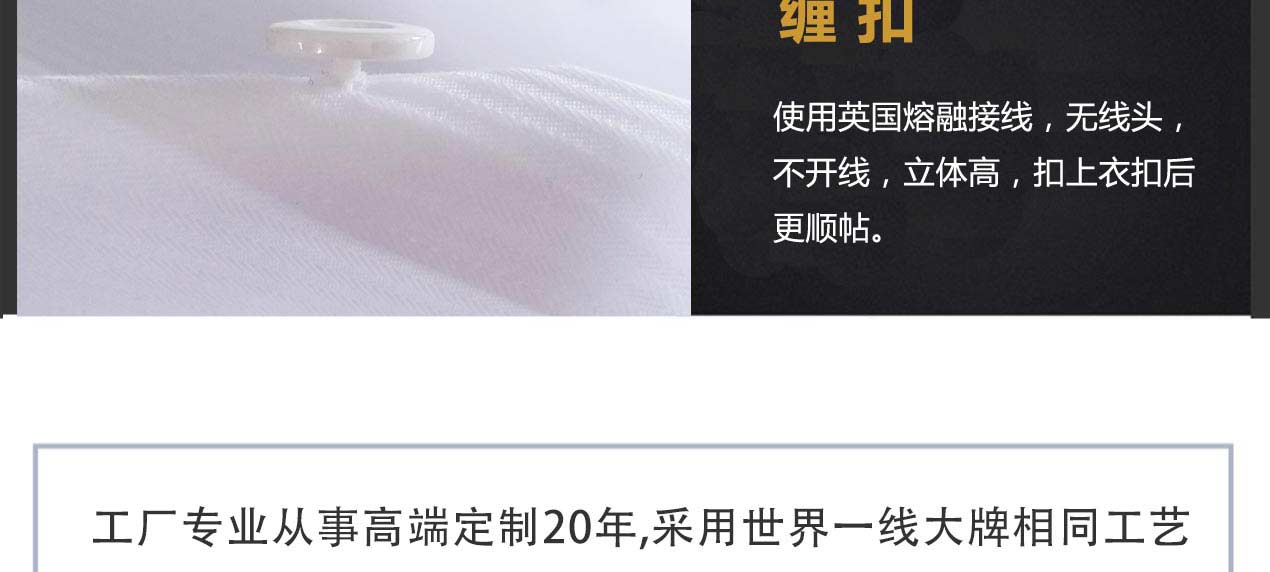 缠扣
使用英国熔融接线，无线头，
不开线，立体高，扣上衣扣后
更顺帖。
工厂专业从事高端定制20年,采用世界一线大牌相同工艺